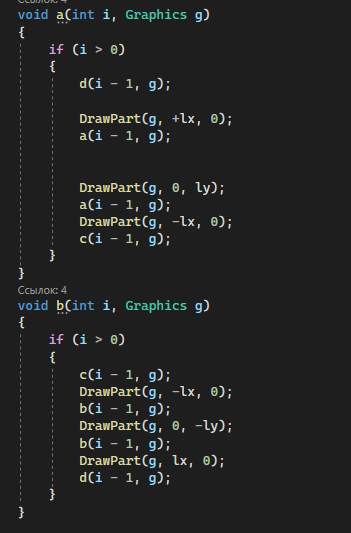 Ссылок: 4
void a(int i, Graphics g)
{
if (i > 0)
{
d(i - 1, g);
DrawPart(g, +lx, 0);
a(i - 1, g);
DrawPart(g, 0, ly);
a(i - 1, g);
DrawPart(g, -lx, 0);
c(i - 1, g);
}
}
Ссылок: 4
void b(int i, Graphics g)
{
if (i > 0)
{
c(i - 1, g);
DrawPart(g, -lx, 0);
b(i - 1, g);
DrawPart(g, 0, -ly);
b(i - 1, g);
DrawPart(g, lx, 0);
d(i - 1, g);
}
}